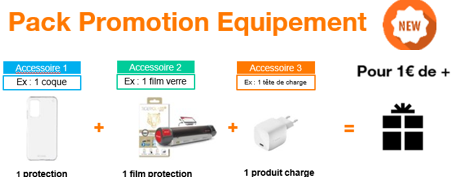 Pack Promotion Equipement
NEW
Accessoire 1
Ex : 1 coque
Accessoire 2
Ex : 1 film verre
Accessoire 3
Ex : 1 tête de charge
Pour 1€ de +
+
+
=
1 protection
1 film protection
1 produit charge